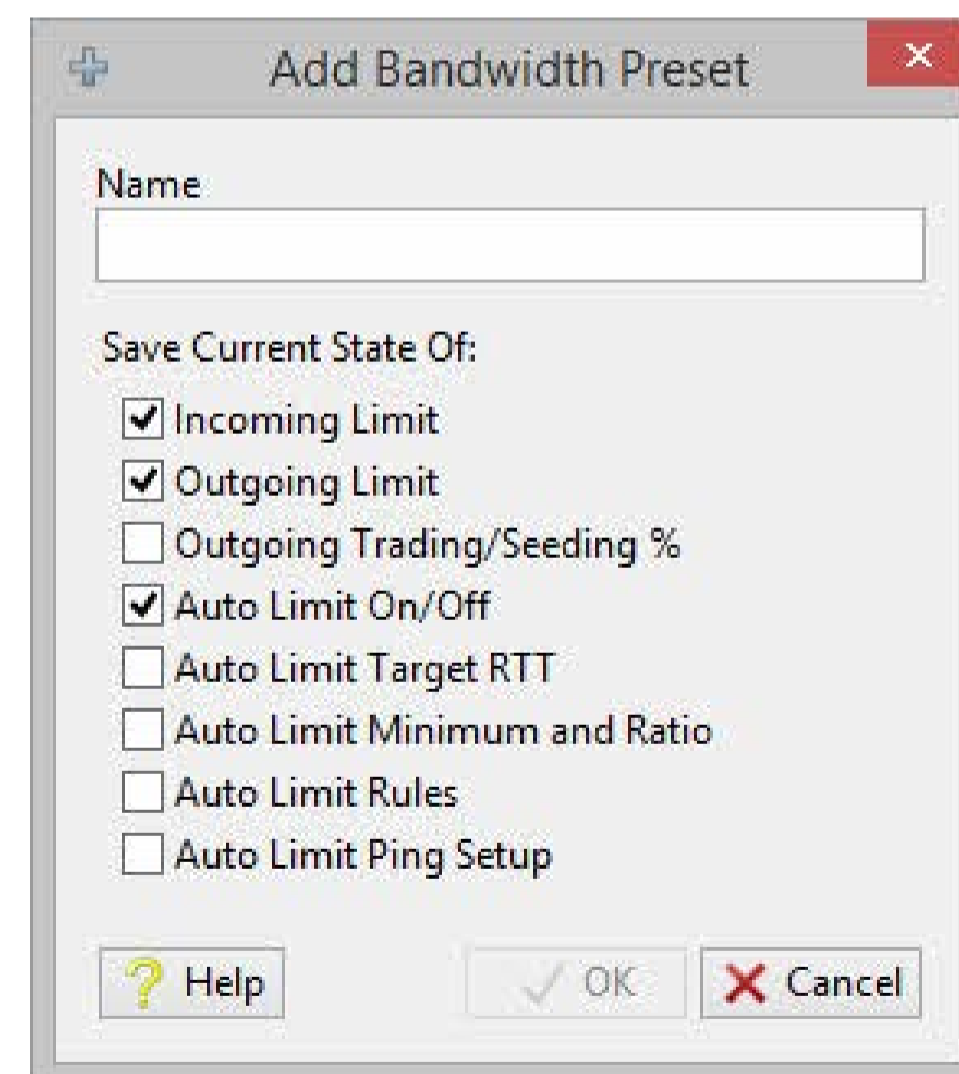 Add Bandwidth Preset
Name
Save Current State Of:
Incoming Limit
Outgoing Limit
Outgoing Trading/Seeding %
Auto Limit On/Off
Auto Limit Target RTT
Auto Limit Minimum and Ratio
Auto Limit Rules
Auto Limit Ping Setup
Help OK Cancel